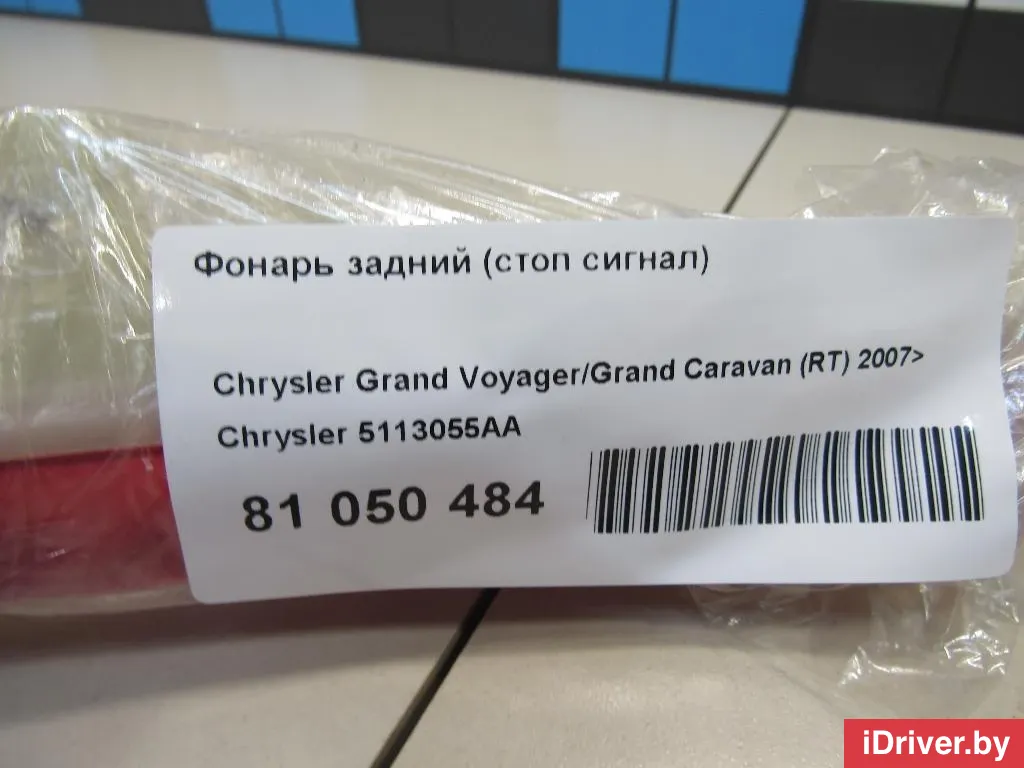 Фонарь задний (стоп сигнал)
Chrysler Grand Voyager/Grand Caravan (RT) 2007>
Chrysler 5113055AA
81 050 484
iDriver.by